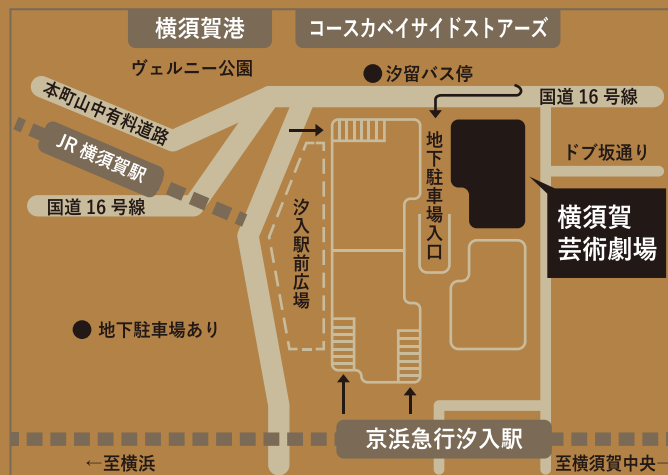 横須賀港
コースカベイサイドストアーズ
ヴェルニー公園
●汐留バス停
本町山中有料道路
国道16号線
JR横須賀駅
地下駐車場入口
ドブ坂通り
国道16号線
汐入駅前広場
横須賀
芸術劇場
●地下駐車場あり
京浜急行汐入駅
←至横浜
至横須賀中央→